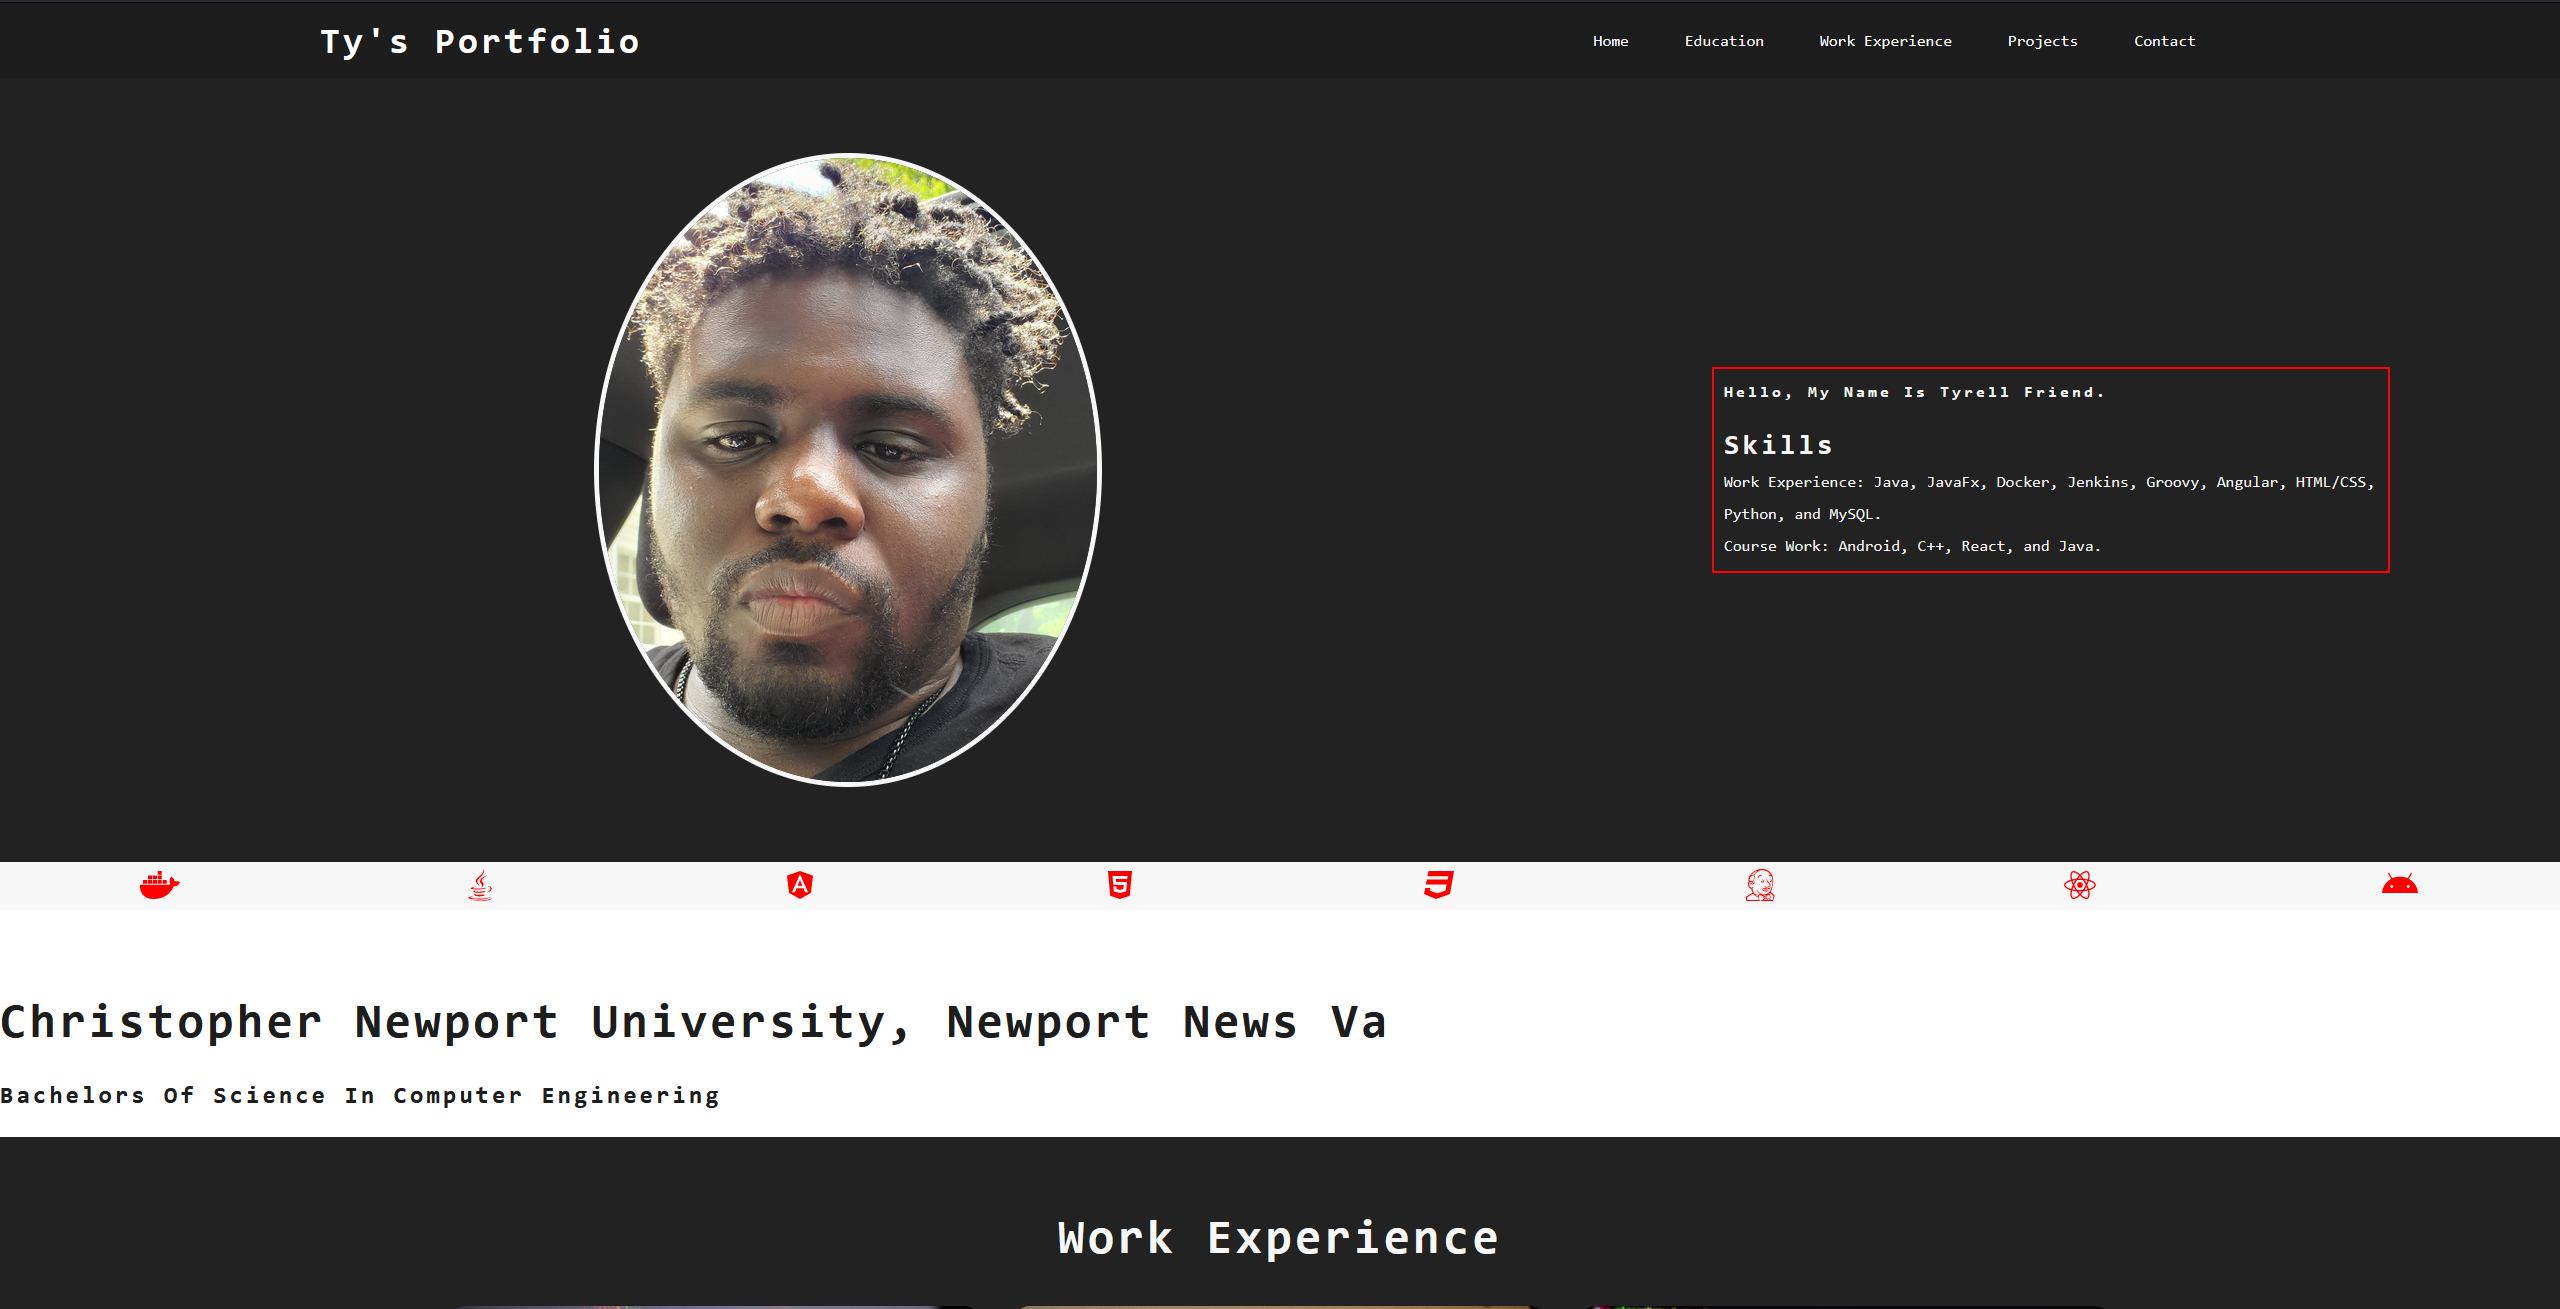 Ty's Portfolio
Home Education Work Experience Projects Contact
Hello, My Name Is Tyrell Friend.
Skills
Work Experience: Java, JavaFx, Docker, Jenkins, Groovy, Angular, HTML/CSS,
Python, and MySQL.
Course Work: Android, C++, React, and Java.
Christopher Newport University, Newport News Va
Bachelors Of Science In Computer Engineering
Work Experience